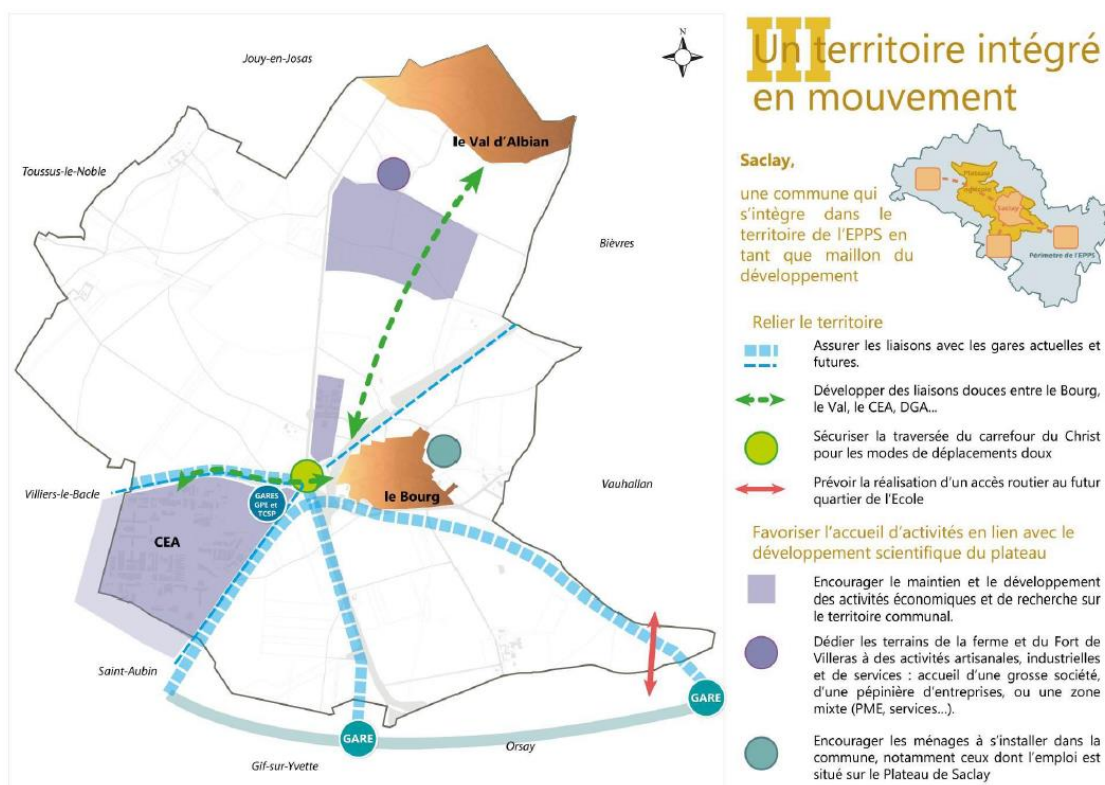 N
Jouy-en-Josas
le Val d'Albian
Toussus-le-Noble
Bièvres
Villiers-le-Bacle
GARES
GPE et
TCSP
le Bourg
Vauhallan
CEA
Saint-Aubin
GARE
GARE
Orsay
Gif-sur-Yvette
III
Un territoire intégré
en mouvement
Saclay,
une commune qui
s'intègre dans le
territoire de l'EPPS en
tant que maillon du
développement
Plateau
Saclay
Périmètre de l'EPPS
Relier le territoire
Assurer les liaisons avec les gares actuelles et
futures.
Développer des liaisons douces entre le Bourg,
le Val, le CEA, DGA...
Sécuriser la traversée du carrefour du Christ
pour les modes de déplacements doux
Prévoir la réalisation d'un accès routier au futur
quartier de l'Ecole
Favoriser l'accueil d'activités en lien avec le
développement scientifique du plateau
Encourager le maintien et le développement
des activités économiques et de recherche sur
le territoire communal.
Dédier les terrains de la ferme et du Fort de
Villeras à des activités artisanales, industrielles
et de services : accueil d'une grosse société,
d'une pépinière d'entreprises, ou une zone
mixte (PME, services...).
Encourager les ménages à s'installer dans la
commune, notamment ceux dont l'emploi est
situé sur le Plateau de Saclay